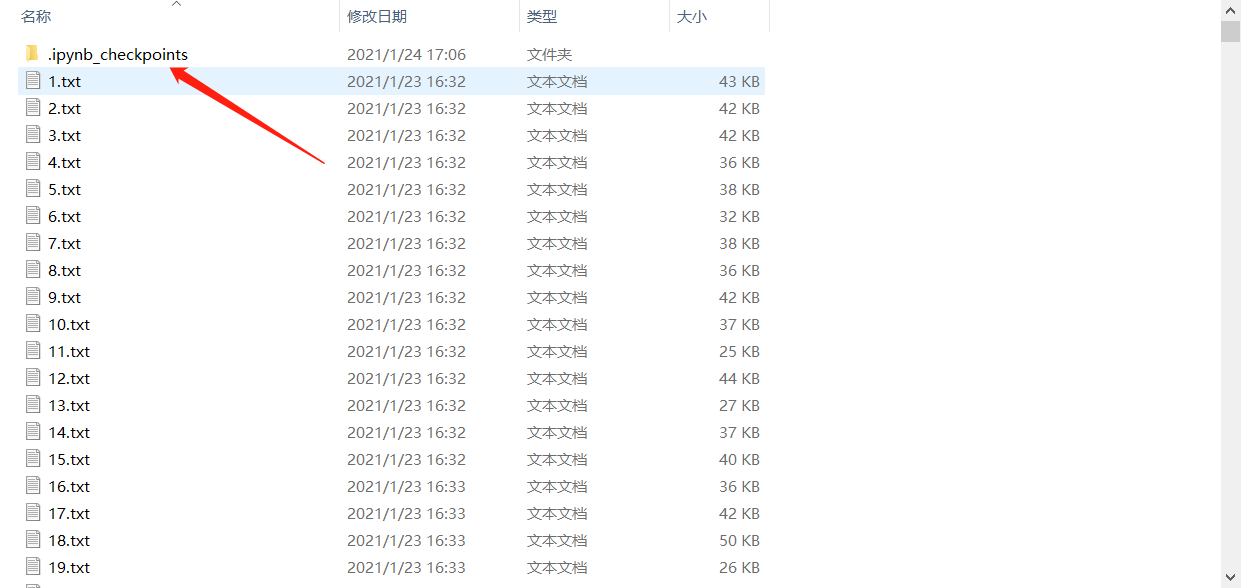 名称 修改日期 类型 大小
.ipynb_checkpoints 2021/1/24 17:06 文件夹
1.txt 2021/1/23 16:32 文本文档 43 KB
2.txt 2021/1/23 16:32 文本文档 42 KB
3.txt 2021/1/23 16:32 文本文档 42 KB
4.txt 2021/1/23 16:32 文本文档 36 KB
5.txt 2021/1/23 16:32 文本文档 38 KB
6.txt 2021/1/23 16:32 文本文档 32 KB
7.txt 2021/1/23 16:32 文本文档 38 KB
8.txt 2021/1/23 16:32 文本文档 36 KB
9.txt 2021/1/23 16:32 文本文档 42 KB
10.txt 2021/1/23 16:32 文本文档 37 KB
11.txt 2021/1/23 16:32 文本文档 25 KB
12.txt 2021/1/23 16:32 文本文档 44 KB
13.txt 2021/1/23 16:32 文本文档 27 KB
14.txt 2021/1/23 16:32 文本文档 37 KB
15.txt 2021/1/23 16:32 文本文档 40 KB
16.txt 2021/1/23 16:33 文本文档 36 KB
17.txt 2021/1/23 16:33 文本文档 42 KB
18.txt 2021/1/23 16:33 文本文档 50 KB
19.txt 2021/1/23 16:33 文本文档 26 KB